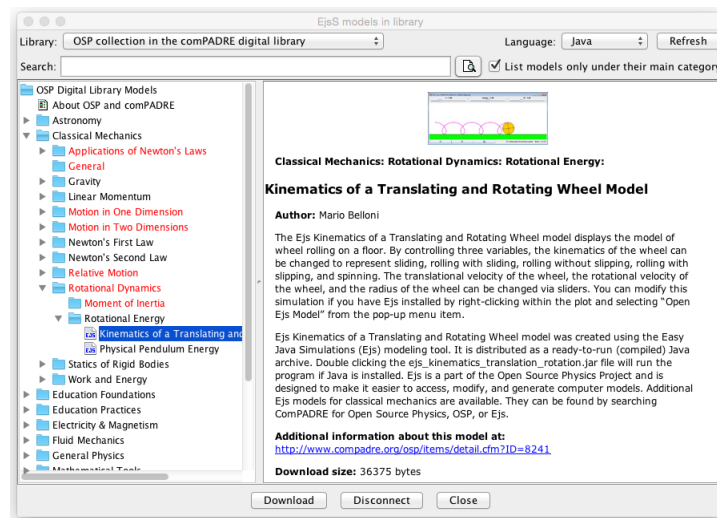 EjsS models in library
Library: OSP collection in the comPADRE digital library Language: Java Refresh
Search: List models only under their main category
OSP Digital Library Models
About OSP and comPADRE
Astronomy
Classical Mechanics
Applications of Newton's Laws
General
Gravity
Linear Momentum
Motion in One Dimension
Motion in Two Dimensions
Newton's First Law
Newton's Second Law
Relative Motion
Rotational Dynamics
Moment of Inertia
Rotational Energy
Kinematics of a Translating and
Physical Pendulum Energy
Statics of Rigid Bodies
Work and Energy
Education Foundations
Education Practices
Electricity & Magnetism
Fluid Mechanics
General Physics
Mathematical Tools
Classical Mechanics: Rotational Dynamics: Rotational Energy:
Kinematics of a Translating and Rotating Wheel Model
Author: Mario Belloni
The Ejs Kinematics of a Translating and Rotating Wheel model displays the model of
wheel rolling on a floor. By controlling three variables, the kinematics of the wheel can
be changed to represent sliding, rolling with sliding, rolling without slipping, rolling with
slipping, and spinning. The translational velocity of the wheel, the rotational velocity of
the wheel, and the radius of the wheel can be changed via sliders. You can modify this
simulation if you have Ejs installed by right-clicking within the plot and selecting "Open
Ejs Model" from the pop-up menu item.
Ejs Kinematics of a Translating and Rotating Wheel model was created using the Easy
Java Simulations (Ejs) modeling tool. It is distributed as a ready-to-run (compiled) Java
archive. Double clicking the ejs_kinematics_translation_rotation.jar file will run the
program if Java is installed. Ejs is a part of the Open Source Physics Project and is
designed to make it easier to access, modify, and generate computer models. Additional
Ejs models for classical mechanics are available. They can be found by searching
ComPADRE for Open Source Physics, OSP, or Ejs.
Additional information about this model at:
http://www.compadre.org/osp/items/detail.cfm?ID=8241
Download size: 36375 bytes
Download Disconnect Close